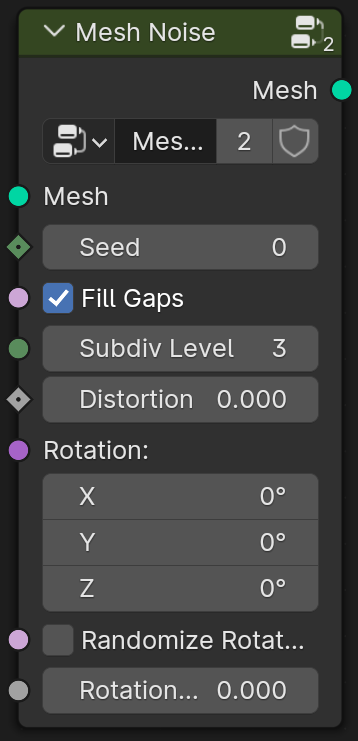 Mesh Noise
2
Mesh
Mes... 2
Mesh
Seed 0
Fill Gaps
Subdiv Level 3
Distortion 0.000
Rotation:
X 0°
Y 0°
Z 0°
Randomize Rotat...
Rotation... 0.000